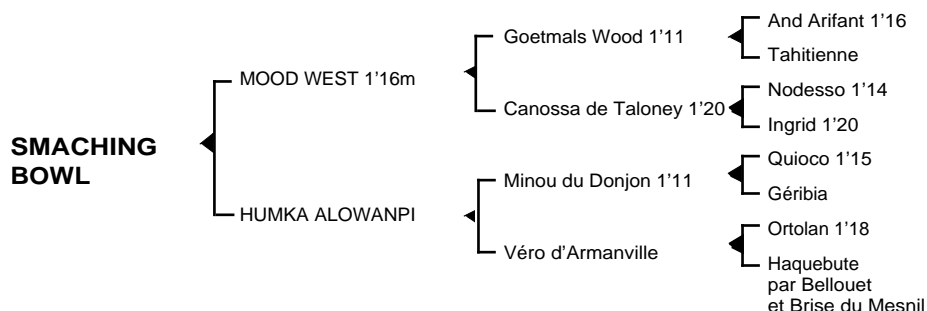 SMACHING
BOWL
MOOD WEST 1'16m
HUMKA ALOWANPI
Goetmals Wood 1'11
Canossa de Taloney 1'20
Minou du Donjon 1'11
Véro d'Armanville
And Arifant 1'16
Tahitienne
Nodesso 1'14
Ingrid 1'20
Quioco 1'15
Géribia
Ortolan 1'18
Haquebute
par Bellouet
et Brise du Mesnil